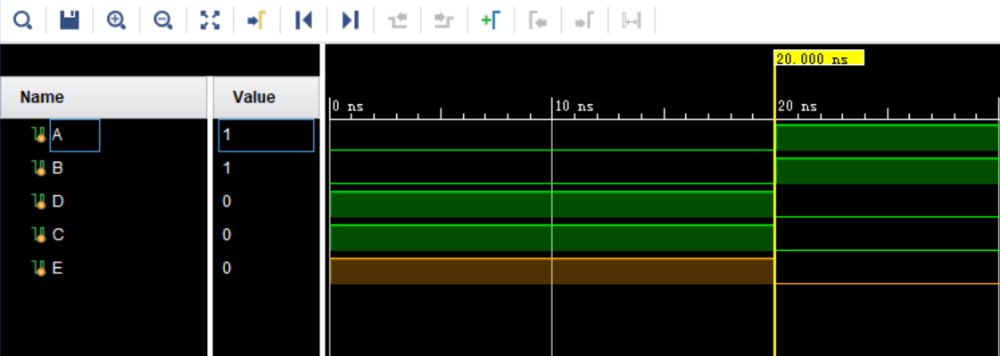 20.000 ns
Name Value
0 ns 10 ns 20 ns
A 1
B 1
D 0
C 0
E 0